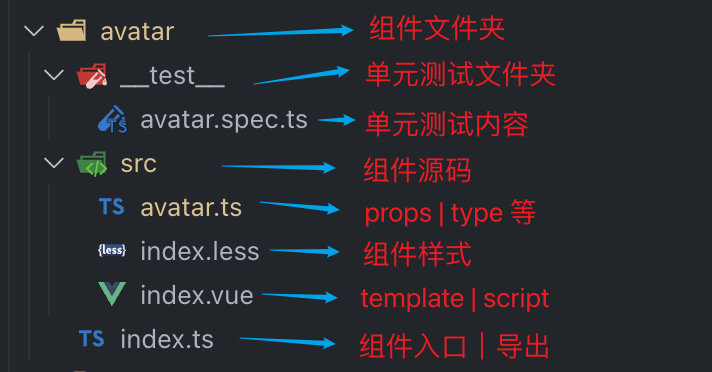 avatar 组件文件夹
__test__ 单元测试文件夹
TS avatar.spec.ts 单元测试内容
src 组件源码
TS avatar.ts props | type 等
{less} index.less 组件样式
index.vue template | script
TS index.ts 组件入口 | 导出